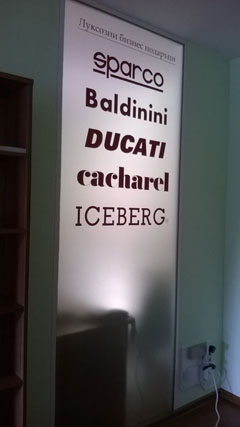 Луксозни бизнес подаръци
sparco
Baldinini
DUCATI
cacharel
ICEBERG